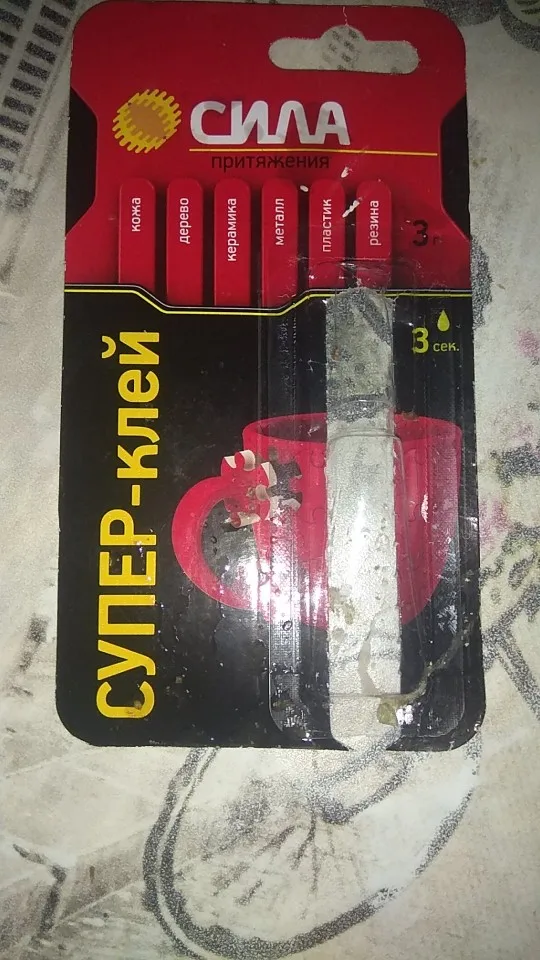 СИЛА
притяжения
кожа
дерево
керамика
металл
пластик
резина
3 г.
3 сек.
СУПЕР-клей